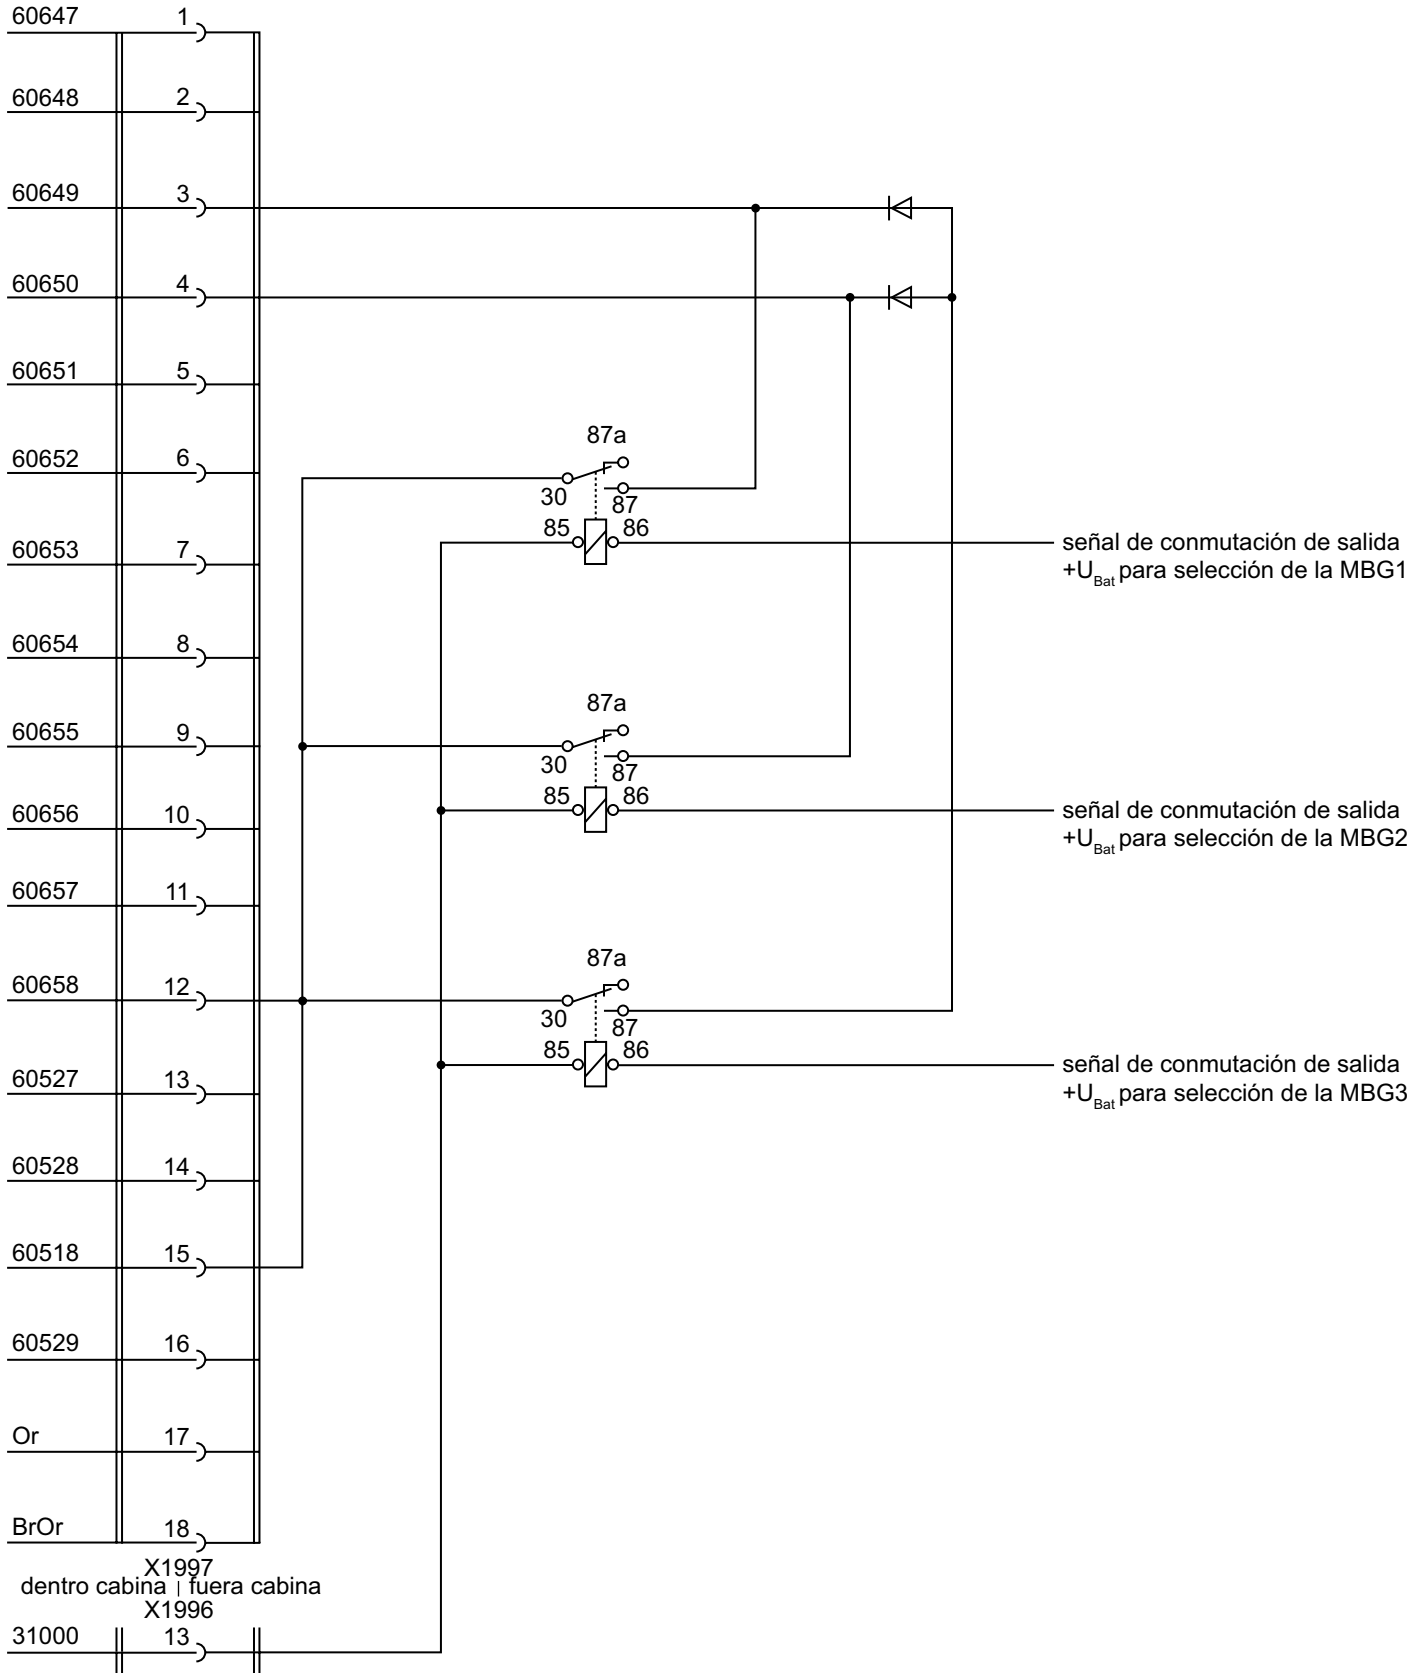 60647 1
60648 2
60649 3
60650 4
60651 5
87a
60652 6
30 87
85 86
60653 7
señal de conmutación de salida
+UBat para selección de la MBG1
60654 8
87a
60655 9
30 87
85 86
60656 10
señal de conmutación de salida
+UBat para selección de la MBG2
60657 11
87a
60658 12
30 87
85 86
60527 13
señal de conmutación de salida
+UBat para selección de la MBG3
60528 14
60518 15
60529 16
Or 17
BrOr 18
X1997
dentro cabina | fuera cabina
X1996
31000 13